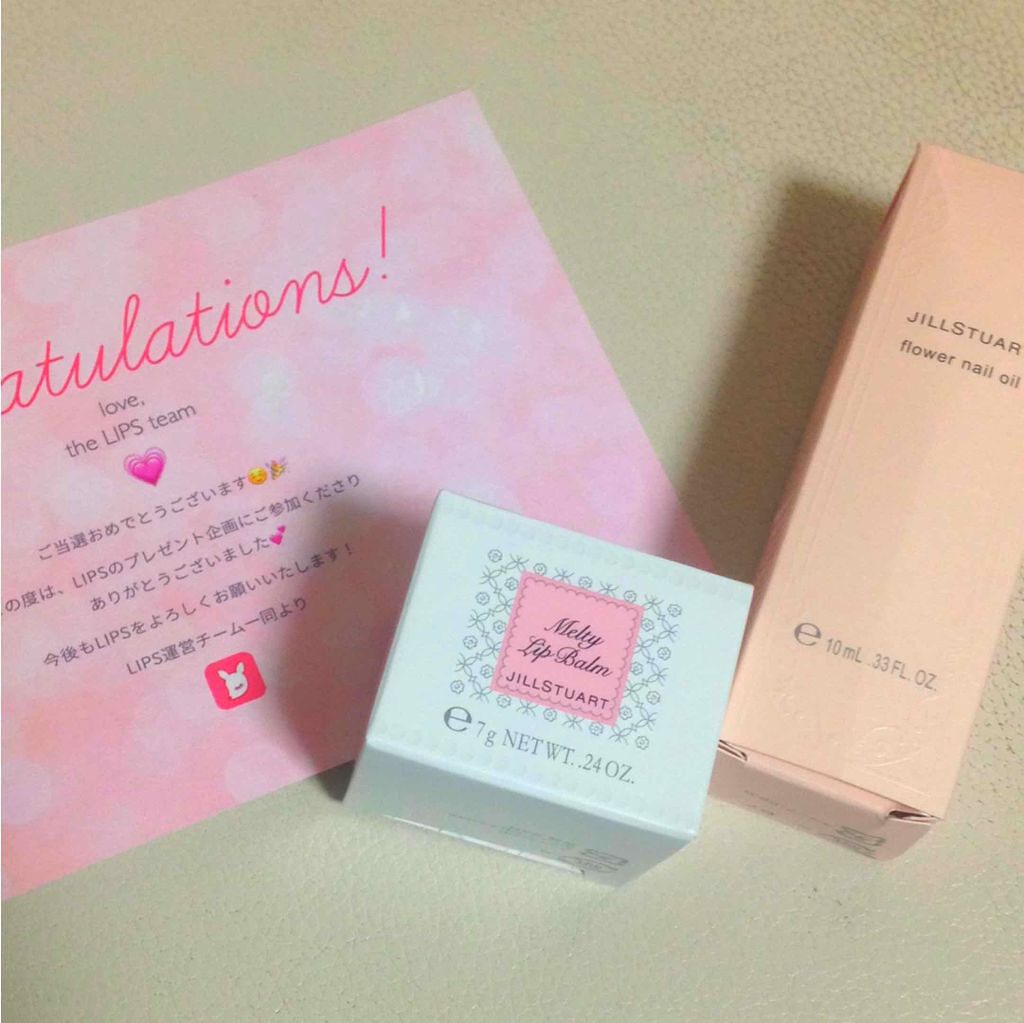 atulations!
love,
the LIPS team
ご当選おめでとうございます☺️🎉
の度は、LIPSのプレゼント企画にご参加くださり
ありがとうございました💕
今後もLIPSをよろしくお願いいたします！
LIPS運営チーム一同より
Melty
Lip Balm
JILLSTUART
e 7g NET WT. .24 OZ.
JILLSTUAR
flower nail oil
e 10mL .33 FL. OZ.